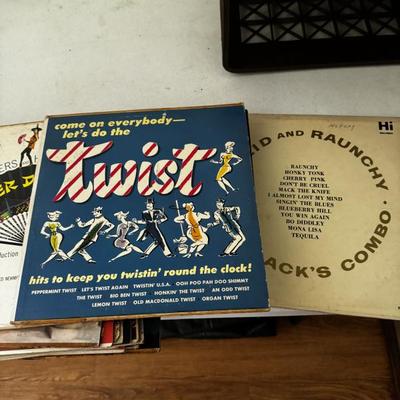 come on everybody—
let's do the
twist
hits to keep you twistin' round the clock!
PEPPERMINT TWIST LET'S TWIST AGAIN TWISTIN' U.S.A. OOH POO PAH DOO SHIMMY
THE TWIST BIG BEN TWIST HONKIN' THE TWIST AN ODD TWIST
LEMON TWIST OLD MACDONALD TWIST ORGAN TWIST
Hi
AND RAUNCHY
RAUNCHY
HONKY TONK
CHERRY PINK
DON'T BE CRUEL
MACK THE KNIFE
I ALMOST LOST MY MIND
SINGIN' THE BLUES
BLUEBERRY HILL
YOU WIN AGAIN
BO DIDDLEY
MONA LISA
TEQUILA
ACK'S COMBO